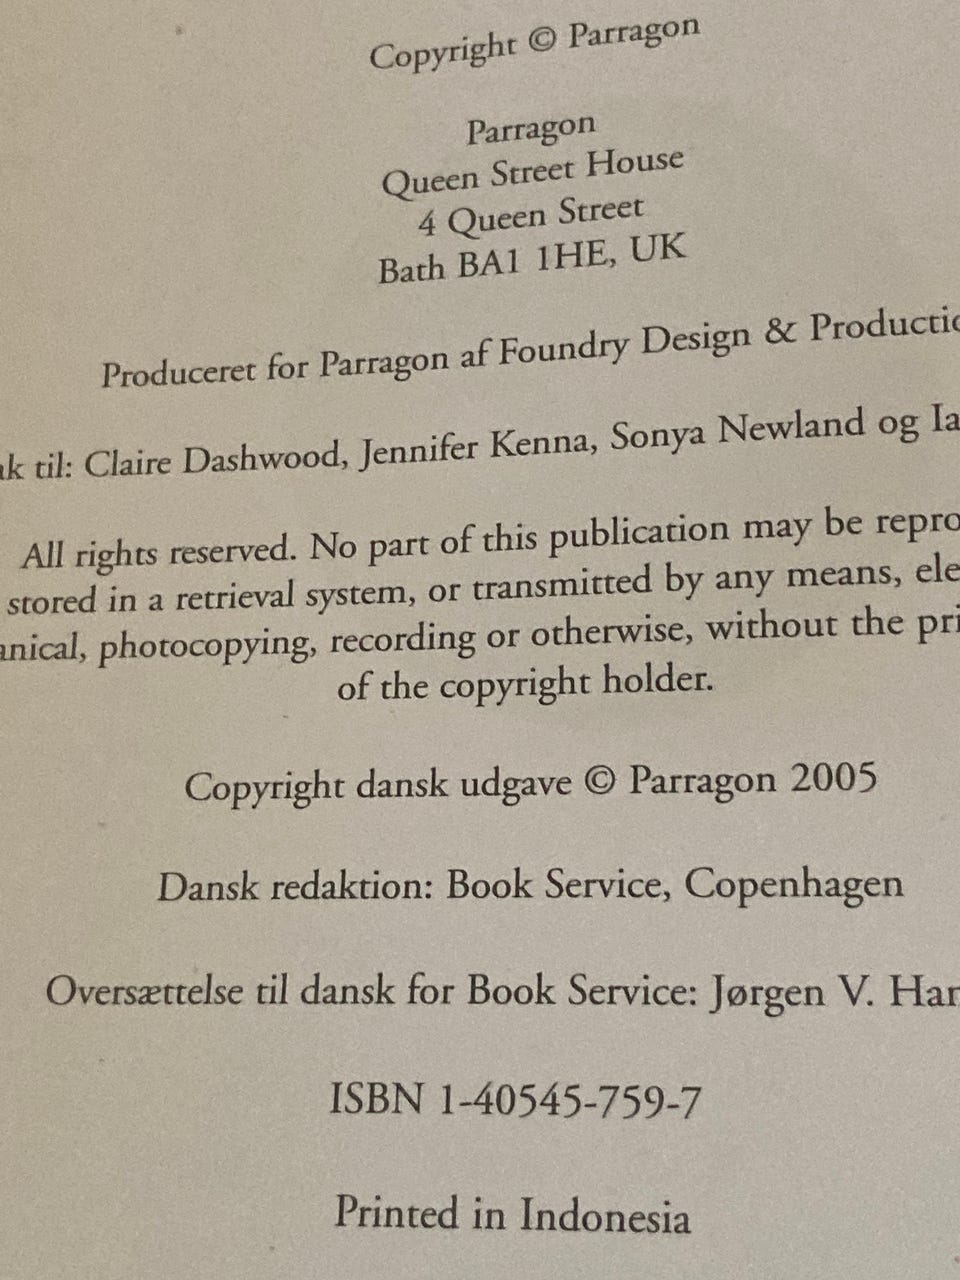 Copyright © Parragon
Parragon
Queen Street House
4 Queen Street
Bath BA1 1HE, UK
Produceret for Parragon af Foundry Design & Productio
ak til: Claire Dashwood, Jennifer Kenna, Sonya Newland og Ia
All rights reserved. No part of this publication may be repro
stored in a retrieval system, or transmitted by any means, ele
anical, photocopying, recording or otherwise, without the pri
of the copyright holder.
Copyright dansk udgave © Parragon 2005
Dansk redaktion: Book Service, Copenhagen
Oversættelse til dansk for Book Service: Jørgen V. Har
ISBN 1-40545-759-7
Printed in Indonesia